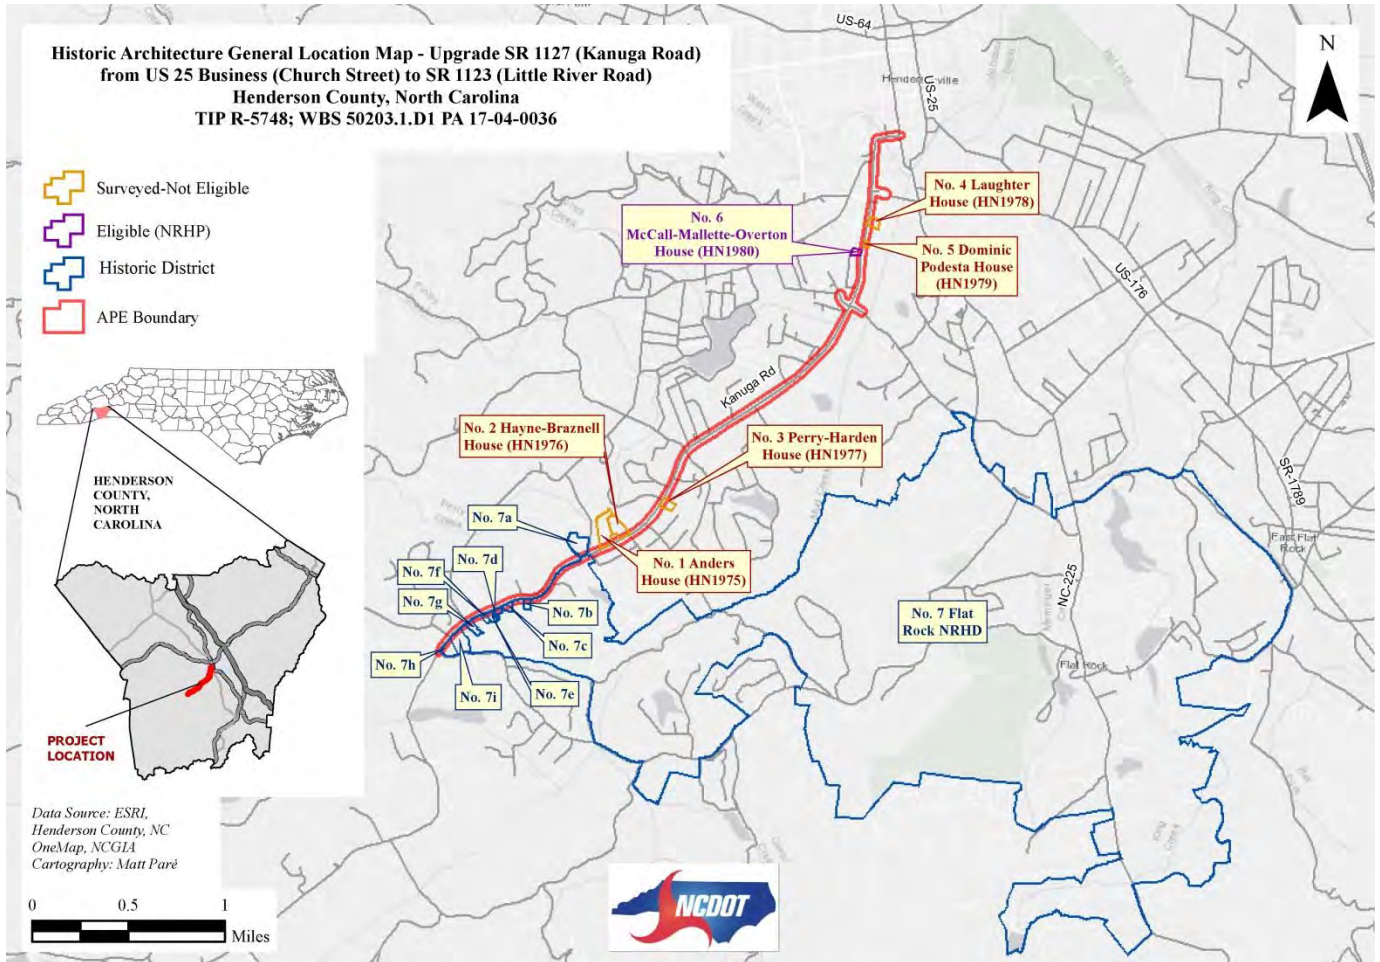 Historic Architecture General Location Map - Upgrade SR 1127 (Kanuga Road)
from US 25 Business (Church Street) to SR 1123 (Little River Road)
Henderson County, North Carolina
TIP R-5748; WBS 50203.1.D1 PA 17-04-0036
N
Surveyed-Not Eligible
Eligible (NRHP)
Historic District
APE Boundary
US-64
US-25
No. 4 Laughter
House (HN1978)
No. 6
McCall-Mallette-Overton
House (HN1980)
No. 5 Dominic
Podesta House
(HN1979)
US-176
Kanuga Rd
No. 2 Hayne-Braznell
House (HN1976)
No. 3 Perry-Harden
House (HN1977)
SR-1789
HENDERSON
COUNTY,
NORTH
CAROLINA
No. 7a
No. 1 Anders
House (HN1975)
East Flat
Rock
No. 7d
No. 7f
No. 7g
No. 7b
No. 7c
No. 7h
No. 7i
No. 7e
No. 7 Flat
Rock NRHD
NC-225
Flat Rock
PROJECT
LOCATION
Data Source: ESRI,
Henderson County, NC
OneMap, NCGIA
Cartography: Matt Paré
0 0.5 1
Miles
NCDOT